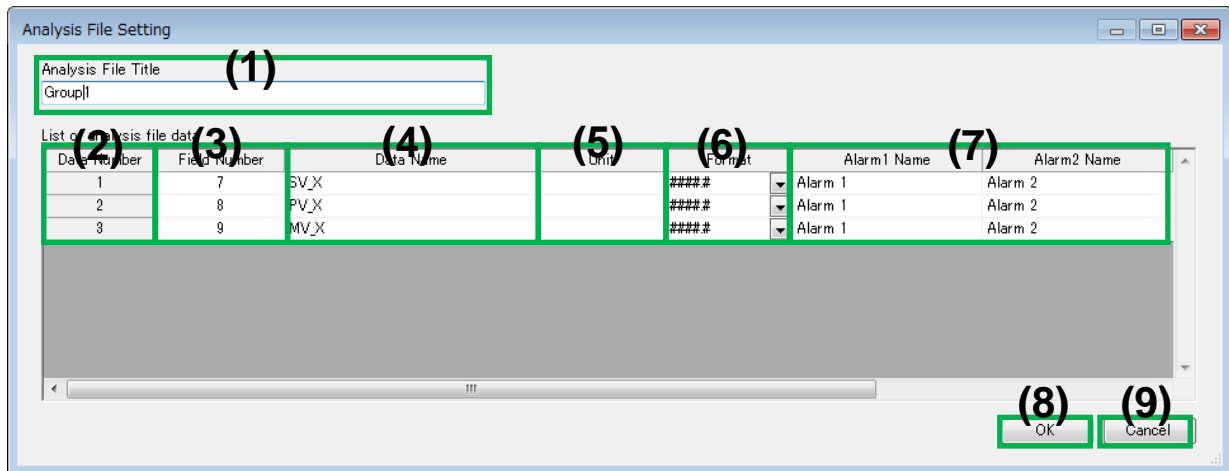 Analysis File Setting
(1)
Analysis File Title
Group1
List of analysis file data
(2) (3) (4) (5) (6) (7)
Data Number Field Number Data Name Unit Format Alarm1 Name Alarm2 Name
1 7 SV_X ####.# Alarm 1 Alarm 2
2 8 PV_X ####.# Alarm 1 Alarm 2
3 9 MV_X ####.# Alarm 1 Alarm 2
(8) (9)
OK Cancel